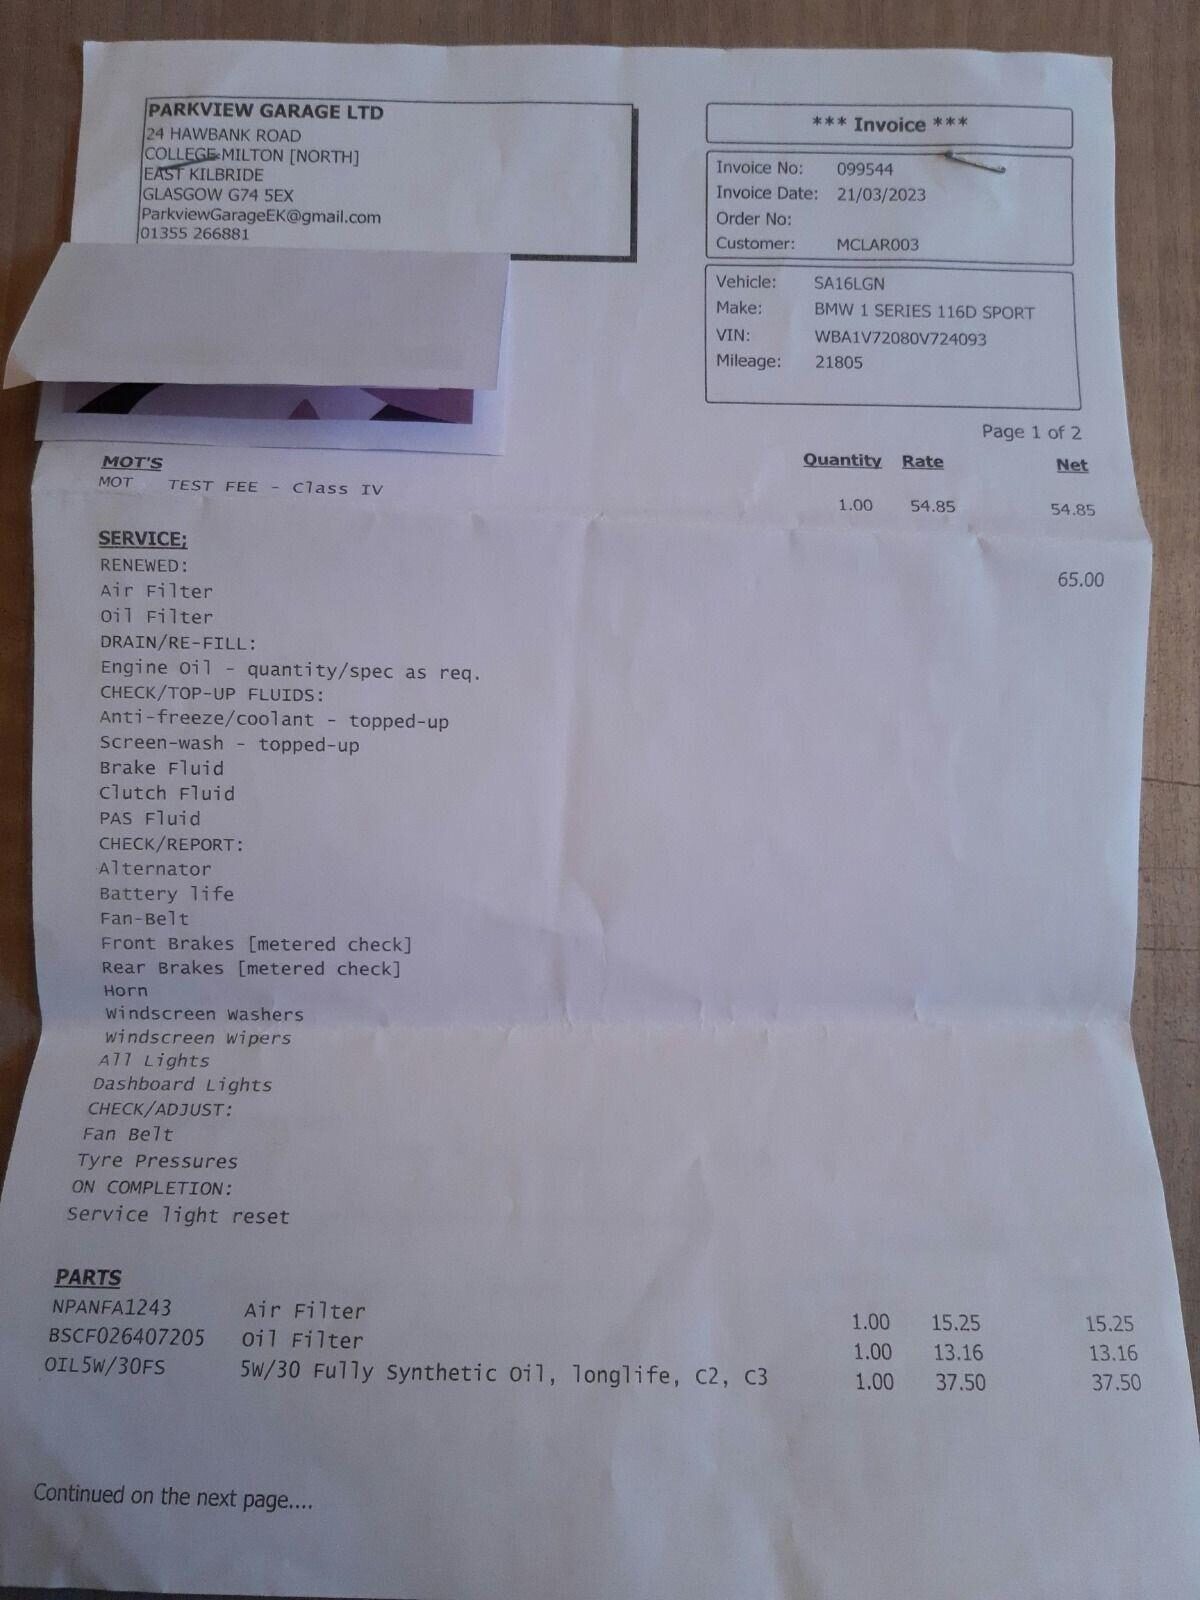 PARKVIEW GARAGE LTD
24 HAWBANK ROAD
COLLEGE MILTON [NORTH]
EAST KILBRIDE
GLASGOW G74 5EX
ParkviewGarageEK@gmail.com
01355 266881
*** Invoice ***
Invoice No: 099544
Invoice Date: 21/03/2023
Order No:
Customer: MCLAR003
Vehicle: SA16LGN
Make: BMW 1 SERIES 116D SPORT
VIN: WBA1V72080V724093
Mileage: 21805
Page 1 of 2
MOT'S Quantity Rate Net
MOT TEST FEE - Class IV 1.00 54.85 54.85
SERVICE;
RENEWED: 65.00
Air Filter
Oil Filter
DRAIN/RE-FILL:
Engine Oil - quantity/spec as req.
CHECK/TOP-UP FLUIDS:
Anti-freeze/coolant - topped-up
Screen-wash - topped-up
Brake Fluid
Clutch Fluid
PAS Fluid
CHECK/REPORT:
Alternator
Battery life
Fan-Belt
Front Brakes [metered check]
Rear Brakes [metered check]
Horn
Windscreen Washers
Windscreen Wipers
All Lights
Dashboard Lights
CHECK/ADJUST:
Fan Belt
Tyre Pressures
ON COMPLETION:
Service light reset
PARTS
NPANFA1243 Air Filter 1.00 15.25 15.25
BSCF026407205 Oil Filter 1.00 13.16 13.16
OIL5W/30FS 5W/30 Fully Synthetic Oil, longlife, C2, C3 1.00 37.50 37.50
Continued on the next page....